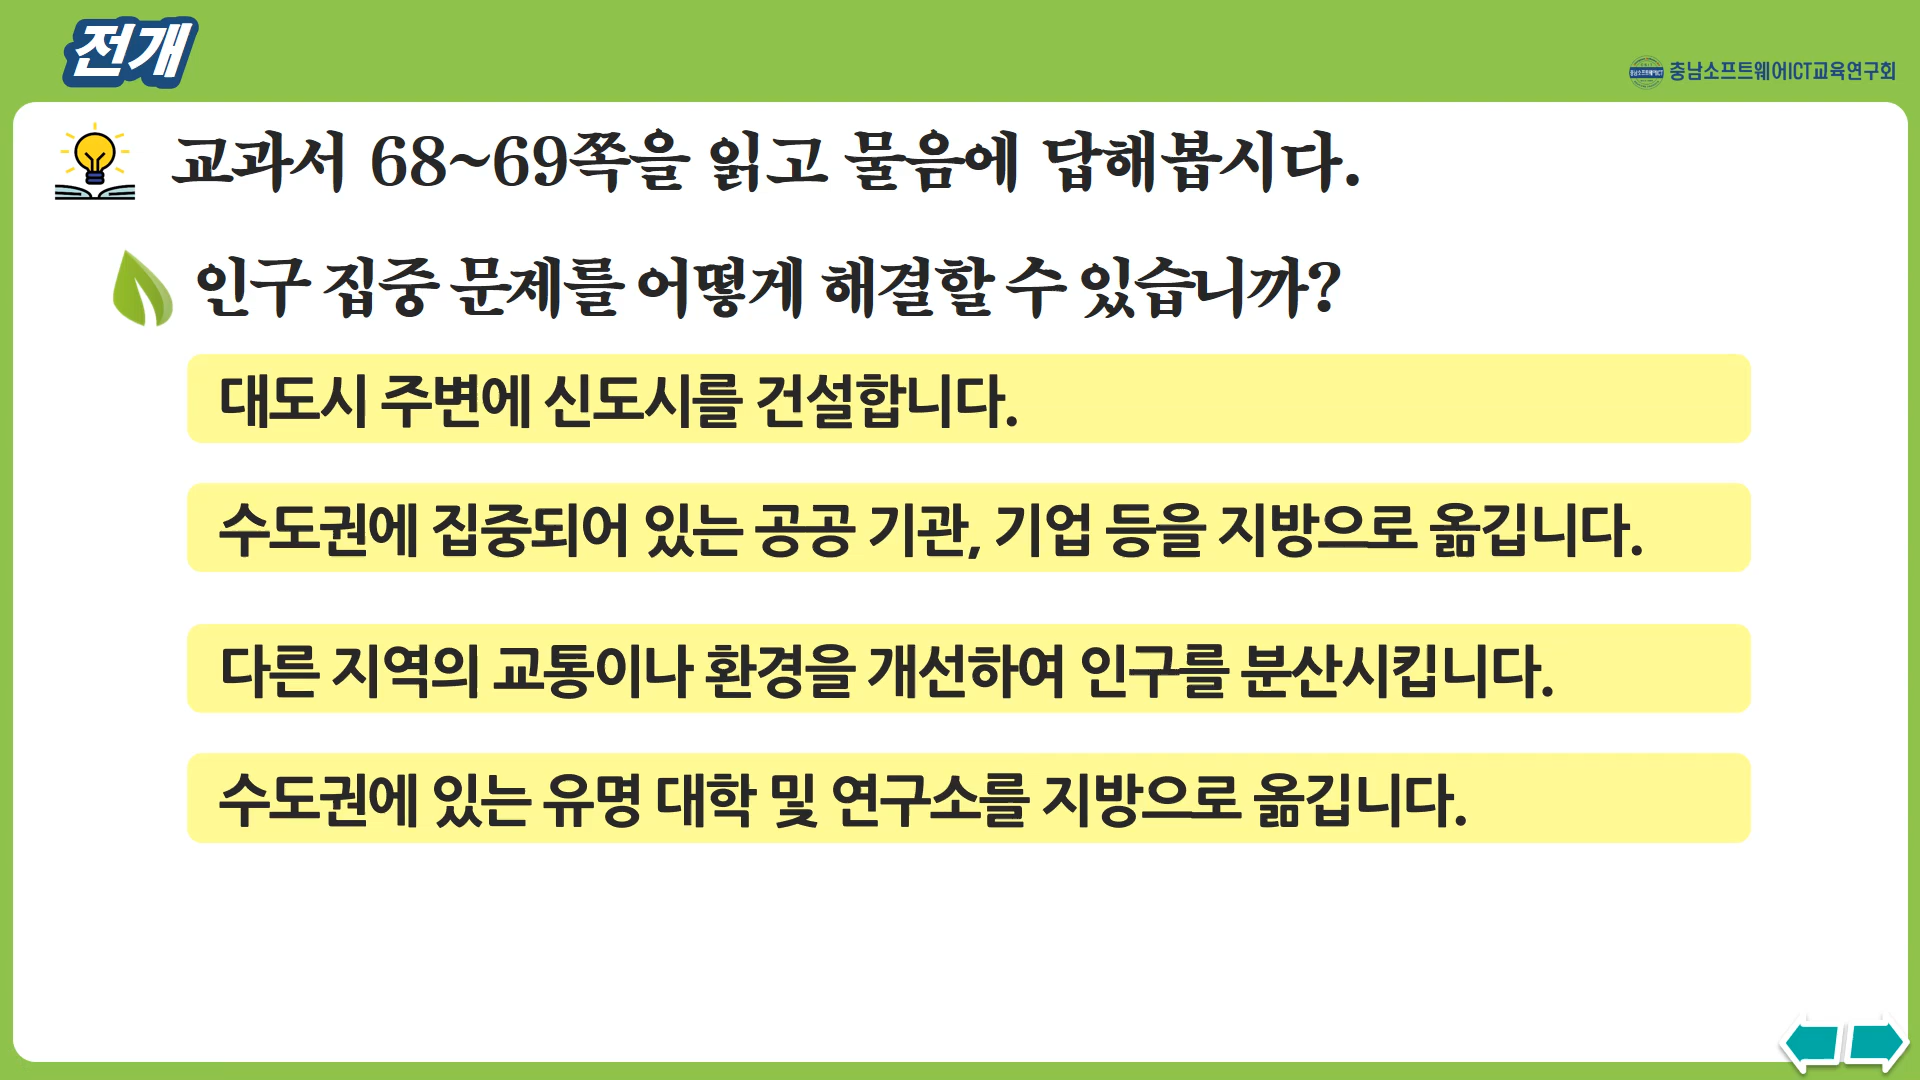 전개
충남소프트웨어ICT교육연구회
교과서 68~69쪽을 읽고 물음에 답해봅시다.
인구 집중 문제를 어떻게 해결할 수 있습니까?
대도시 주변에 신도시를 건설합니다.
수도권에 집중되어 있는 공공 기관, 기업 등을 지방으로 옮깁니다.
다른 지역의 교통이나 환경을 개선하여 인구를 분산시킵니다.
수도권에 있는 유명 대학 및 연구소를 지방으로 옮깁니다.